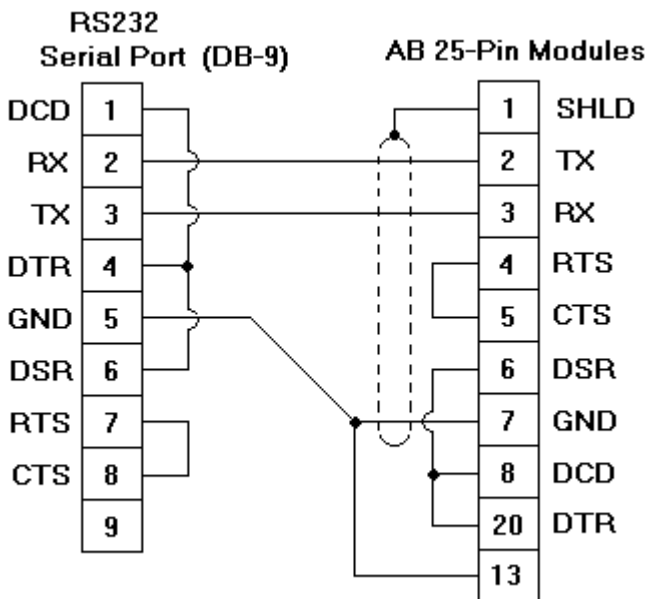 RS232
Serial Port (DB-9)
AB 25-Pin Modules
DCD 1
RX 2
TX 3
DTR 4
GND 5
DSR 6
RTS 7
CTS 8
9
1 SHLD
2 TX
3 RX
4 RTS
5 CTS
6 DSR
7 GND
8 DCD
20 DTR
13